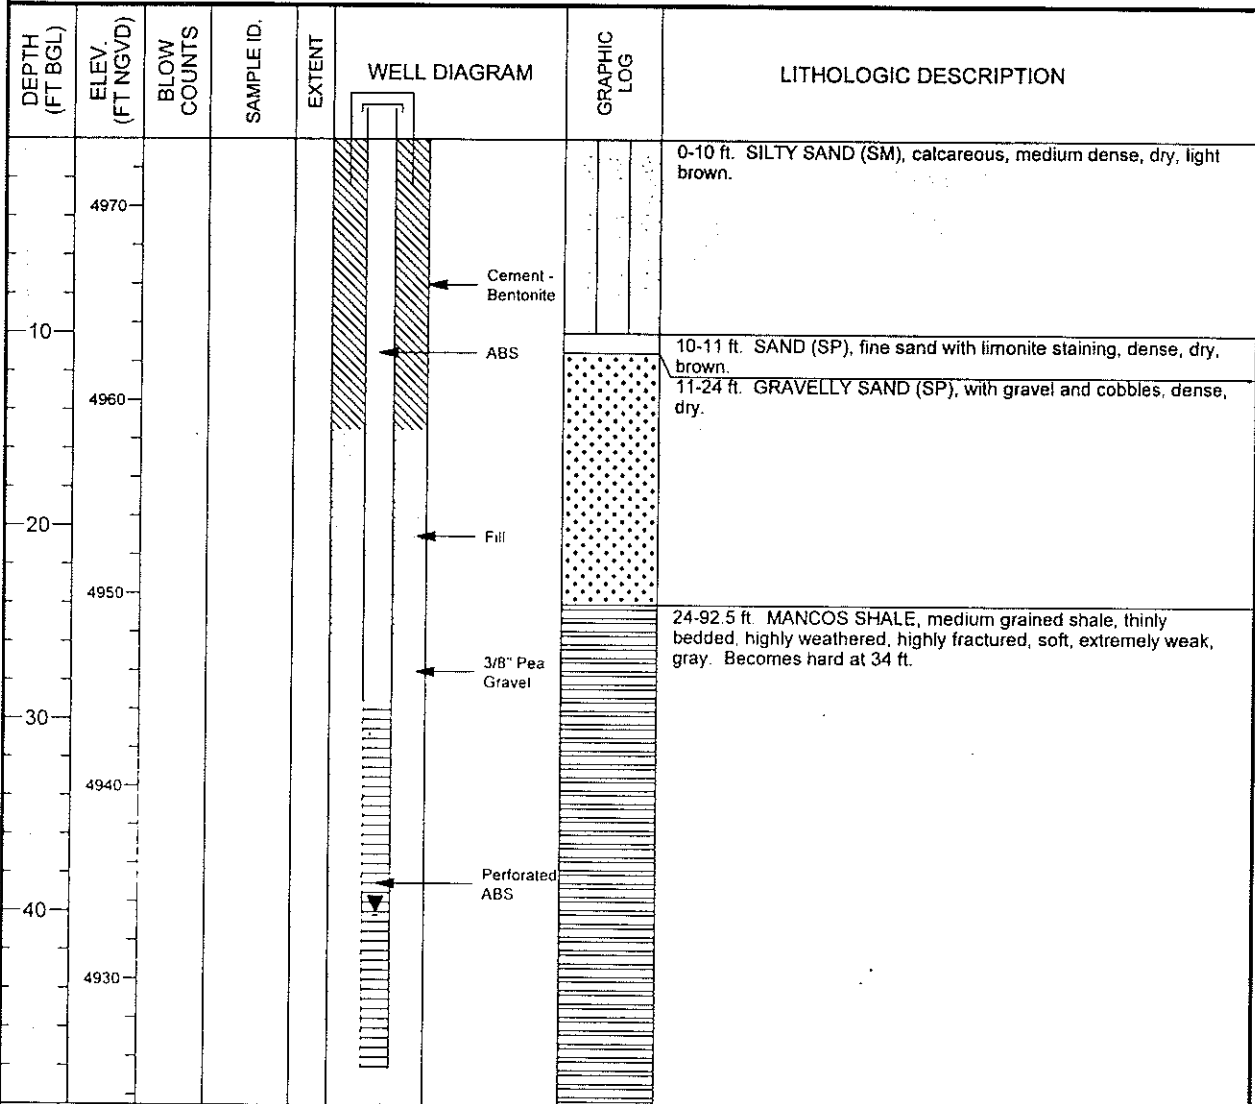 DEPTH
(FT BGL)
ELEV.
(FT NGVD)
BLOW
COUNTS
SAMPLE ID.
EXTENT
WELL DIAGRAM
GRAPHIC
LOG
LITHOLOGIC DESCRIPTION
0-10 ft. SILTY SAND (SM), calcareous, medium dense, dry, light
brown.
4970
Cement -
Bentonite
10
ABS
10-11 ft. SAND (SP), fine sand with limonite staining, dense, dry,
brown.
11-24 ft. GRAVELLY SAND (SP), with gravel and cobbles, dense,
dry.
4960
20
Fill
4950
24-92.5 ft. MANCOS SHALE, medium grained shale, thinly
bedded, highly weathered, highly fractured, soft, extremely weak,
gray. Becomes hard at 34 ft.
3/8" Pea
Gravel
30
4940
Perforated
ABS
40
4930